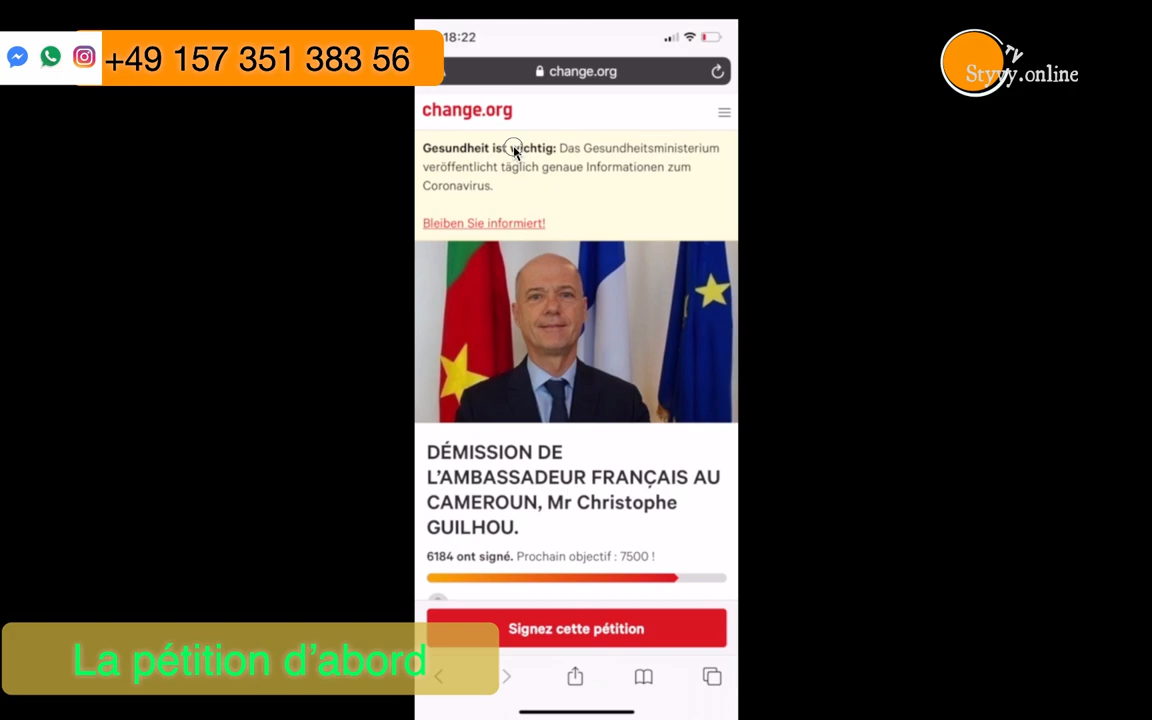 +49 157 351 383 56
18:22
change.org
TV
Styvy.online
change.org
Gesundheit ist wichtig: Das Gesundheitsministerium
veröffentlicht täglich genaue Informationen zum
Coronavirus.
Bleiben Sie informiert!
DÉMISSION DE
L’AMBASSADEUR FRANÇAIS AU
CAMEROUN, Mr Christophe
GUILHOU.
6184 ont signé. Prochain objectif : 7500 !
Signez cette pétition
La pétition d’abord